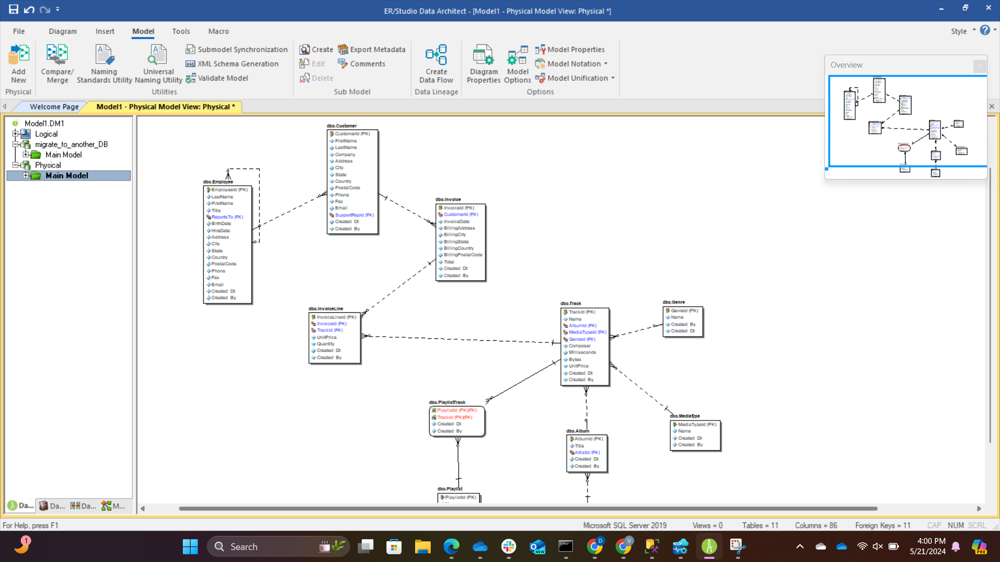 ER/Studio Data Architect - [Model1 - Physical Model View: Physical *]
File
Diagram
Insert
Model
Tools
Macro
Style
Add
New
Physical
Compare/
Merge
Naming
Standards Utility
Universal
Naming Utility
Submodel Synchronization
XML Schema Generation
Validate Model
Utilities
Create
Edit
Delete
Export Metadata
Comments
Sub Model
Create
Data Flow
Data Lineage
Diagram
Properties
Model
Options
Model Properties
Model Notation
Model Unification
Options
Overview
Welcome Page
Model1 - Physical Model View: Physical *
Model1.DM1
Logical
migrate_to_another_DB
Main Model
Physical
Main Model
Da...
Da...
Da...
M...
dbo.Customer
CustomerId (PK)
FirstName
LastName
Company
Address
City
State
Country
PostalCode
Phone
Fax
Email
SupportRepId (FK)
Created Dt
Created By
dbo.Employee
EmployeeId (PK)
LastName
FirstName
Title
ReportsTo (FK)
BirthDate
HireDate
Address
City
State
Country
PostalCode
Phone
Fax
Email
Created Dt
Created By
dbo.Invoice
InvoiceId (PK)
CustomerId (FK)
InvoiceDate
BillingAddress
BillingCity
BillingState
BillingCountry
BillingPostalCode
Total
Created Dt
Created By
dbo.InvoiceLine
InvoiceLineId (PK)
InvoiceId (FK)
TrackId (FK)
UnitPrice
Quantity
Created Dt
Created By
dbo.Track
TrackId (PK)
Name
AlbumId (FK)
MediaTypeId (FK)
GenreId (FK)
Composer
Milliseconds
Bytes
UnitPrice
Created Dt
Created By
dbo.Genre
GenreId (PK)
Name
Created By
Created Dt
dbo.PlaylistTrack
PlaylistId (PK)(FK)
TrackId (PK)(FK)
Created Dt
Created By
dbo.Album
AlbumId (PK)
Title
ArtistId (FK)
Created Dt
Created By
dbo.MediaType
MediaTypeId (PK)
Name
Created Dt
Created By
dbo.Playlist
PlaylistId (PK)
For Help, press F1
Microsoft SQL Server 2019
Views = 0
Tables = 11
Columns = 86
Foreign Keys = 11
CAP
NUM
SCRL
1
Search
NEW
D
V
4:00 PM
5/21/2024
PRE